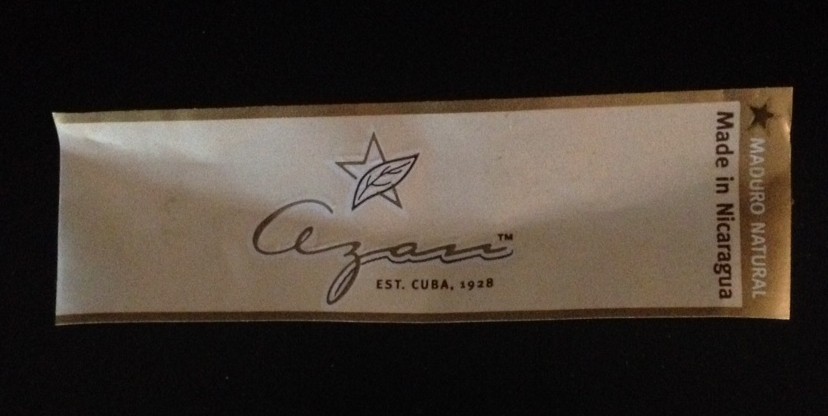 azan™
EST. CUBA, 1928
Made in Nicaragua
MADURO NATURAL